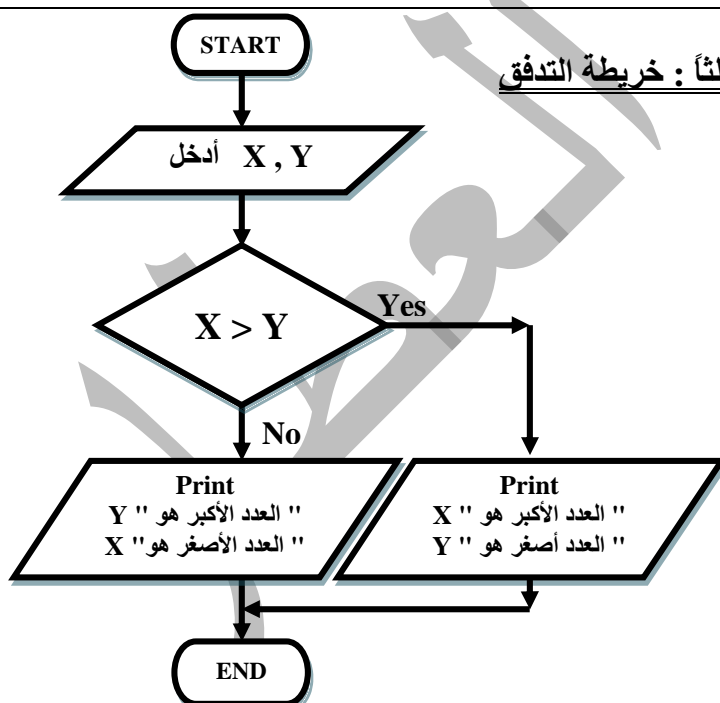 START
لثاً : خريطة التدفق
أدخل X , Y
X > Y
Yes
No
Print
" العدد الأكبر هو " Y
" العدد الأصغر هو" X
Print
" العدد الأكبر هو " X
" العدد أصغر هو " Y
END